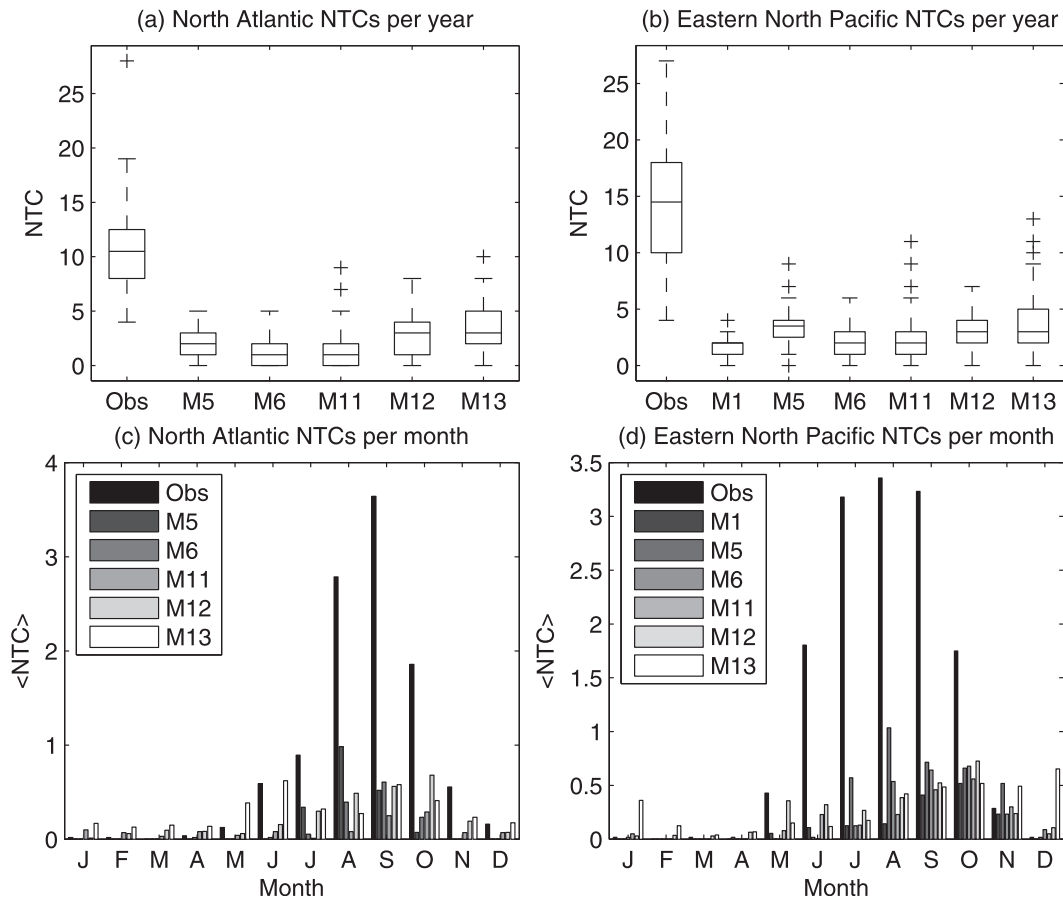 (a) North Atlantic NTCs per year
NTC
25
20
15
10
5
0
Obs M5 M6 M11 M12 M13
(b) Eastern North Pacific NTCs per year
NTC
25
20
15
10
5
0
Obs M1 M5 M6 M11 M12 M13
(c) North Atlantic NTCs per month
<NTC>
4
3
2
1
0
Obs
M5
M6
M11
M12
M13
J F M A M J J A S O N D
Month
(d) Eastern North Pacific NTCs per month
<NTC>
3.5
3
2.5
2
1.5
1
0.5
0
Obs
M1
M5
M6
M11
M12
M13
J F M A M J J A S O N D
Month